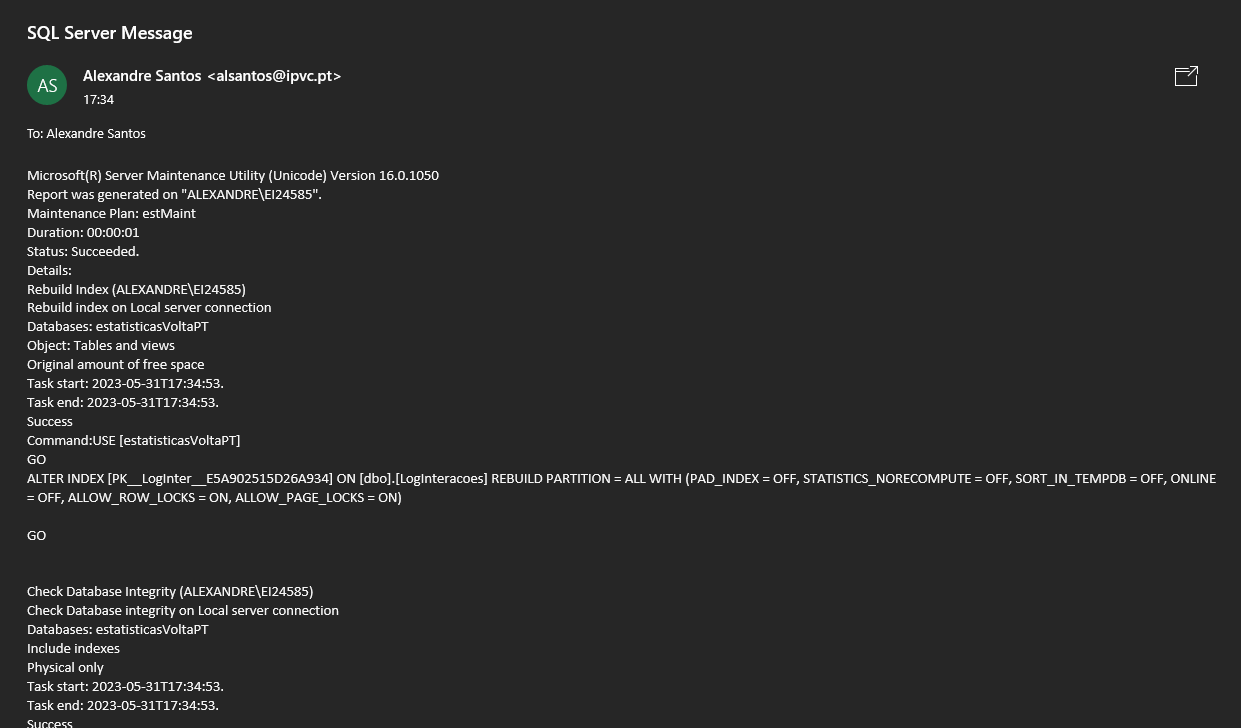 SQL Server Message
AS
Alexandre Santos <alsantos@ipvc.pt>
17:34
To: Alexandre Santos
Microsoft(R) Server Maintenance Utility (Unicode) Version 16.0.1050
Report was generated on "ALEXANDRE\EI24585".
Maintenance Plan: estMaint
Duration: 00:00:01
Status: Succeeded.
Details:
Rebuild Index (ALEXANDRE\EI24585)
Rebuild index on Local server connection
Databases: estatisticasVoltaPT
Object: Tables and views
Original amount of free space
Task start: 2023-05-31T17:34:53.
Task end: 2023-05-31T17:34:53.
Success
Command:USE [estatisticasVoltaPT]
GO
ALTER INDEX [PK__LogInter__E5A902515D26A934] ON [dbo].[LogInteracoes] REBUILD PARTITION = ALL WITH (PAD_INDEX = OFF, STATISTICS_NORECOMPUTE = OFF, SORT_IN_TEMPDB = OFF, ONLINE
= OFF, ALLOW_ROW_LOCKS = ON, ALLOW_PAGE_LOCKS = ON)
GO
Check Database Integrity (ALEXANDRE\EI24585)
Check Database integrity on Local server connection
Databases: estatisticasVoltaPT
Include indexes
Physical only
Task start: 2023-05-31T17:34:53.
Task end: 2023-05-31T17:34:53.
Success